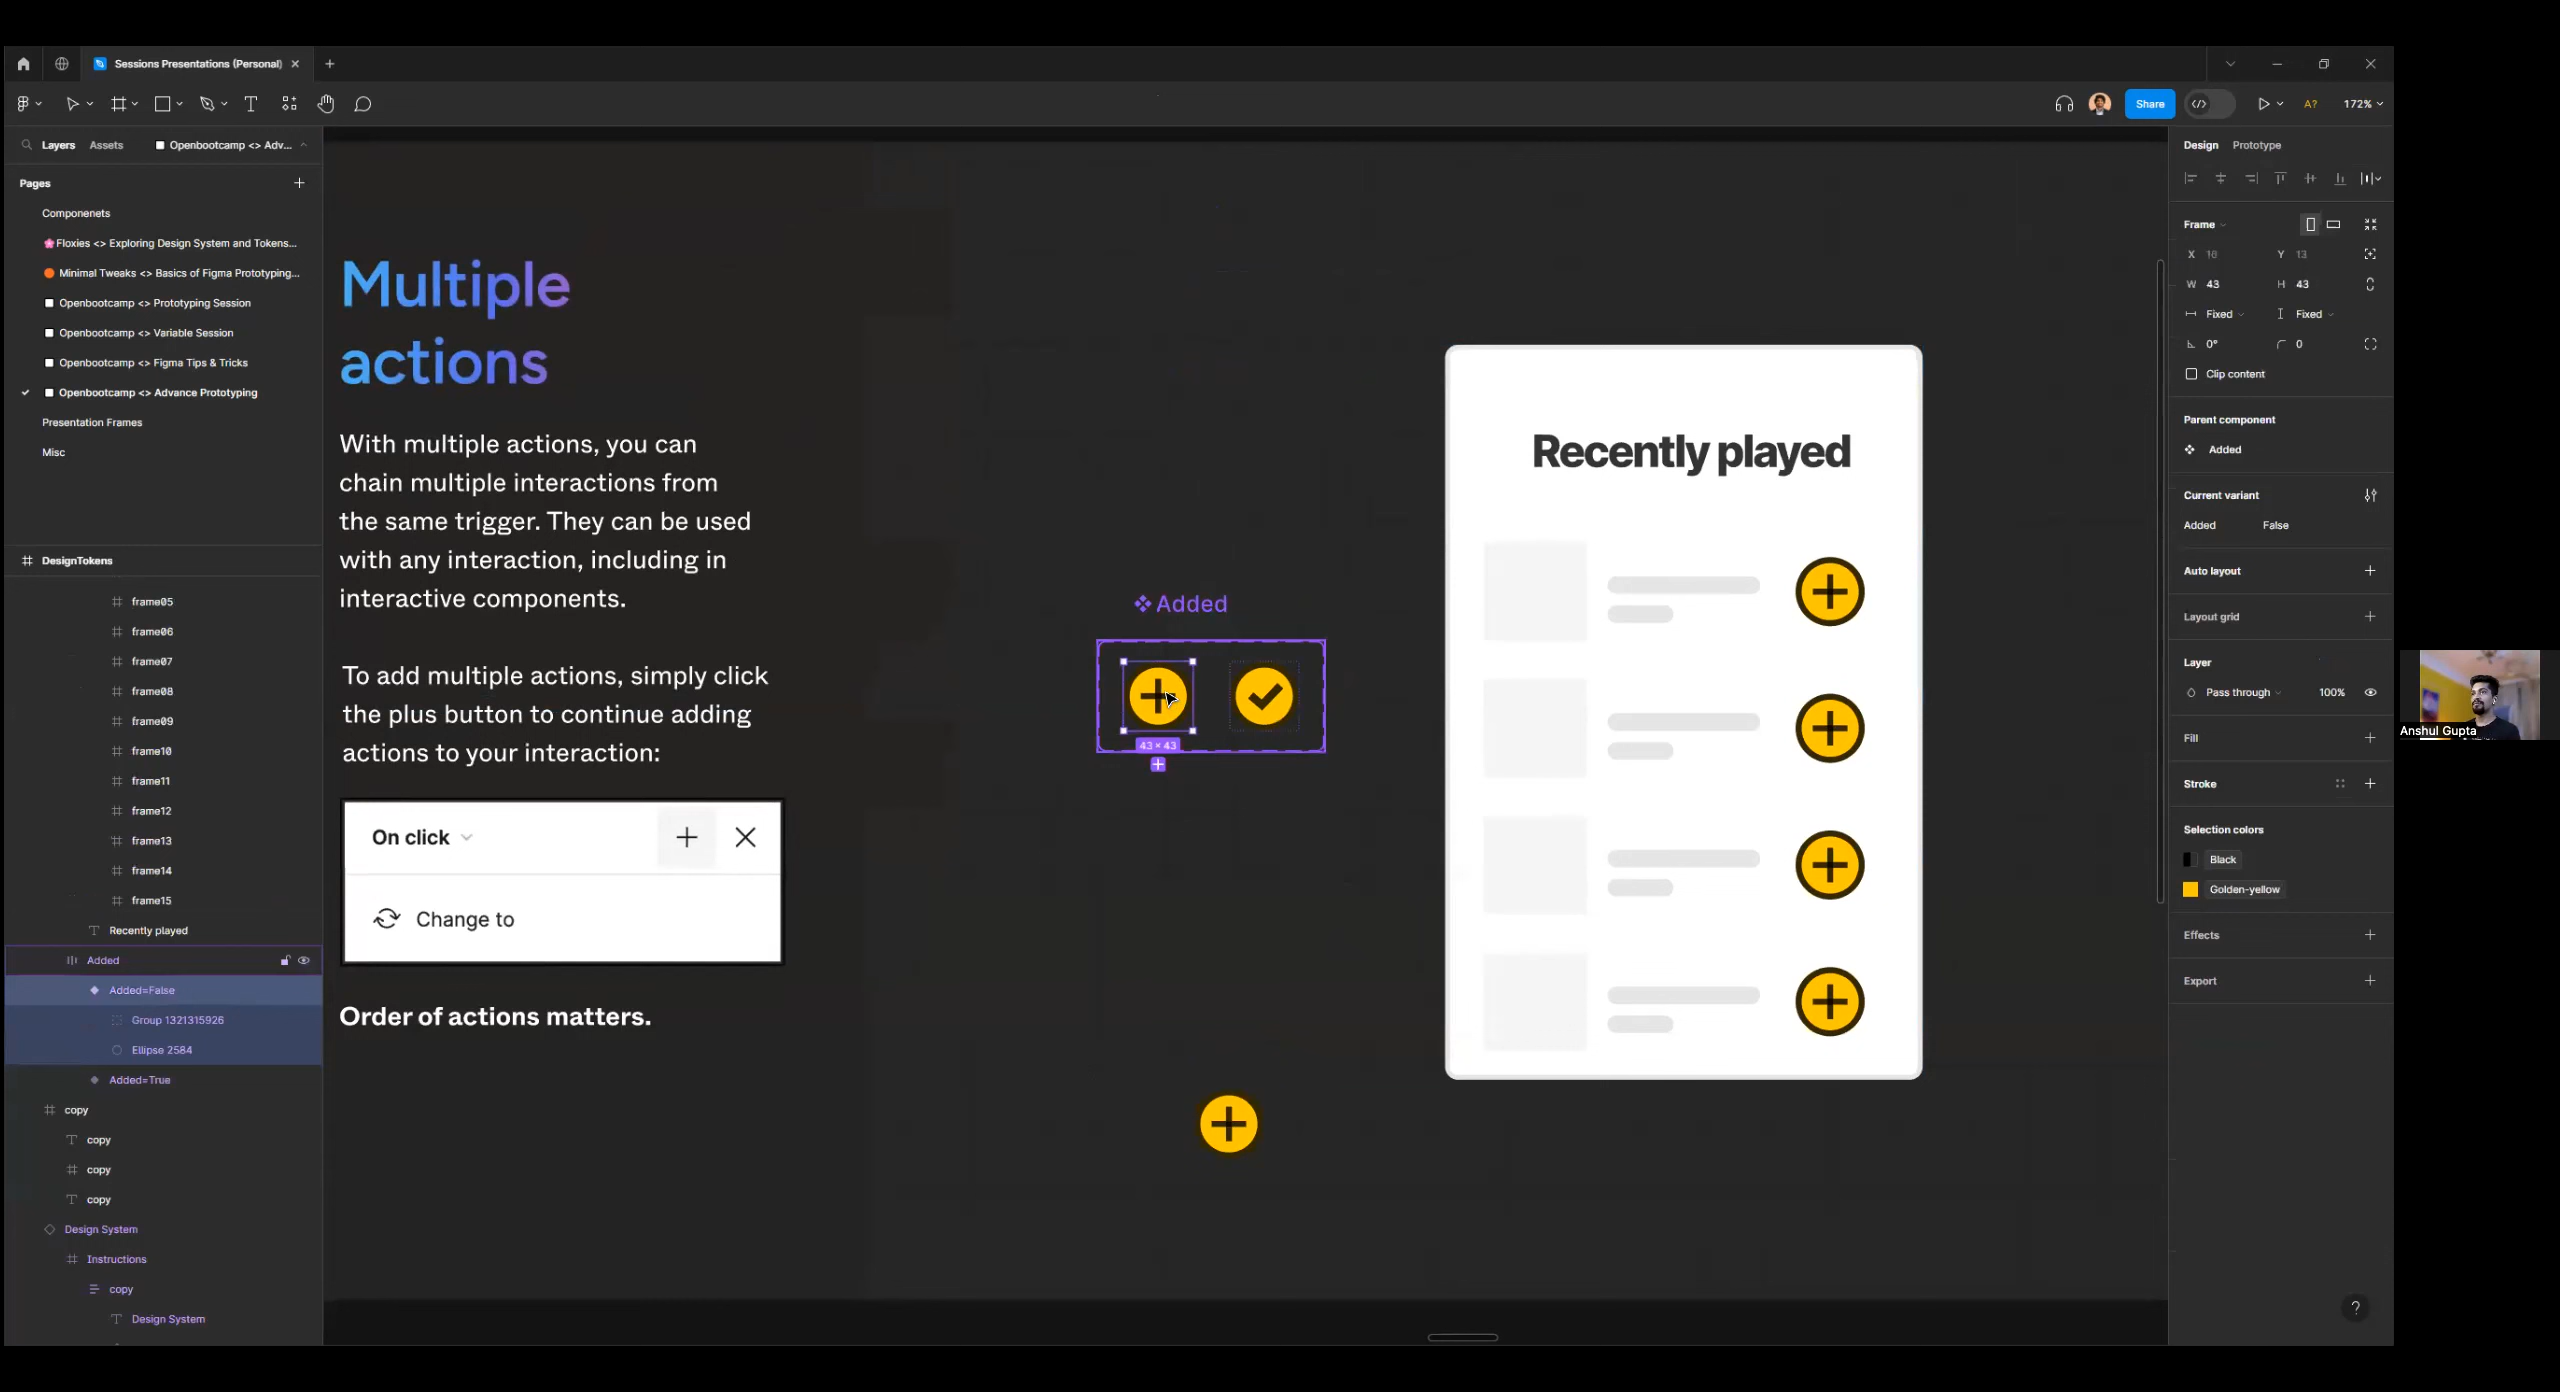 Sessions Presentations (Personal)
Share
A?
172%
Layers
Assets
Openbootcamp <> Adv...
Pages
Componenets
Floxies <> Exploring Design System and Tokens...
Minimal Tweaks <> Basics of Figma Prototyping...
Openbootcamp <> Prototyping Session
Openbootcamp <> Variable Session
Openbootcamp <> Figma Tips & Tricks
Openbootcamp <> Advance Prototyping
Presentation Frames
Misc
DesignTokens
frame05
frame06
frame07
frame08
frame09
frame10
frame11
frame12
frame13
frame14
frame15
Recently played
Added
Added=False
Group 1321315926
Ellipse 2584
Added=True
copy
copy
copy
copy
Design System
Instructions
copy
Design System
Multiple
actions
With multiple actions, you can
chain multiple interactions from
the same trigger. They can be used
with any interaction, including in
interactive components.
To add multiple actions, simply click
the plus button to continue adding
actions to your interaction:
On click
Change to
Order of actions matters.
Added
43 × 43
Recently played
Design
Prototype
Frame
X 16
Y 13
W 43
H 43
Fixed
Fixed
0°
0
Clip content
Parent component
Added
Current variant
Added
False
Auto layout
Layout grid
Layer
Pass through
100%
Fill
Stroke
Selection colors
Black
Golden-yellow
Effects
Export
?
Anshul Gupta